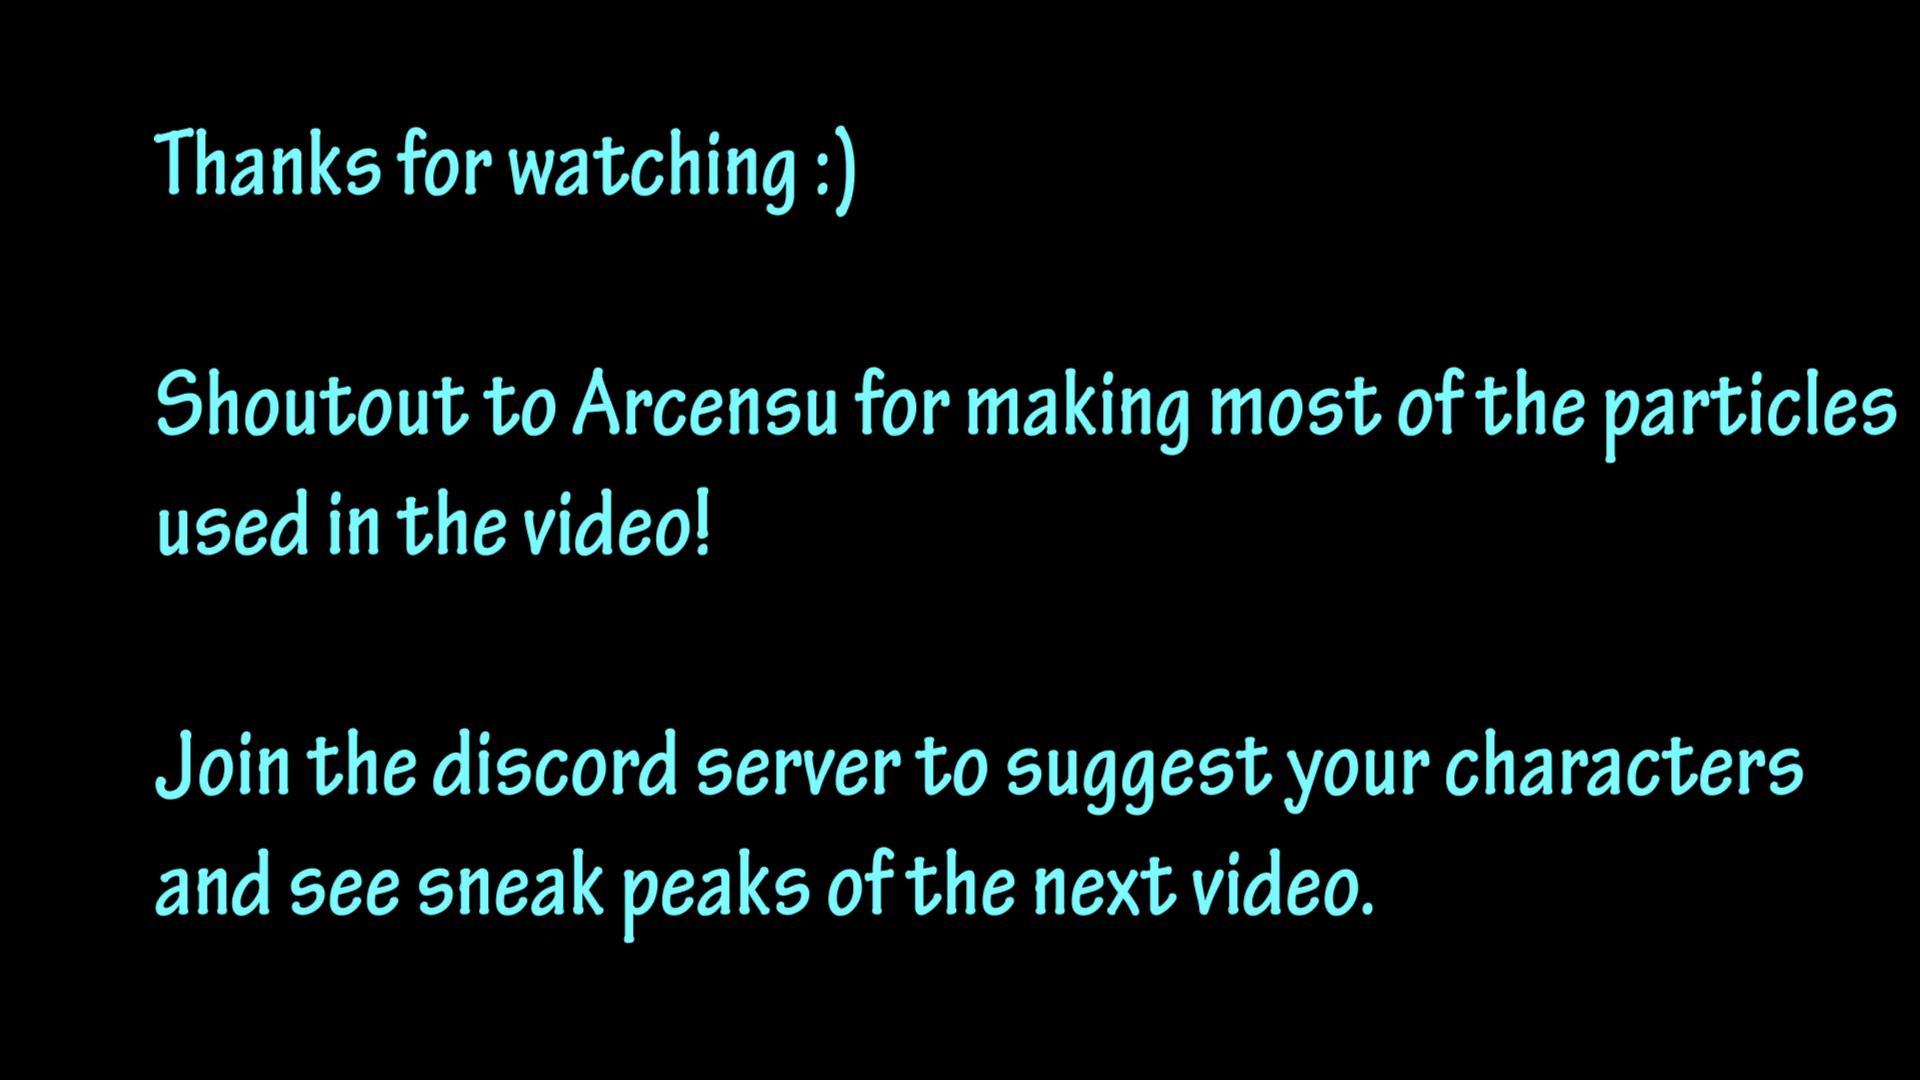 Thanks for watching :)
Shoutout to Arcensu for making most of the particles
used in the video!
Join the discord server to suggest your characters
and see sneak peaks of the next video.